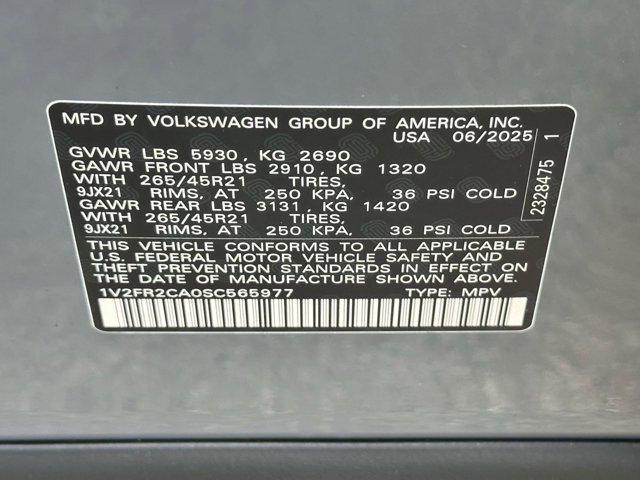 MFD BY VOLKSWAGEN GROUP OF AMERICA, INC.
USA 06/2025
GVWR LBS 5930, KG 2690
GAWR FRONT LBS 2910, KG 1320
WITH 265/45R21 TIRES,
9JX21 RIMS, AT 250 KPA, 36 PSI COLD
GAWR REAR LBS 3131, KG 1420
WITH 265/45R21 TIRES,
9JX21 RIMS, AT 250 KPA, 36 PSI COLD
THIS VEHICLE CONFORMS TO ALL APPLICABLE
U.S. FEDERAL MOTOR VEHICLE SAFETY AND
THEFT PREVENTION STANDARDS IN EFFECT ON
THE DATE OF MANUFACTURE SHOWN ABOVE.
1V2FR2CA0SC565977 TYPE: MPV
2328475 1